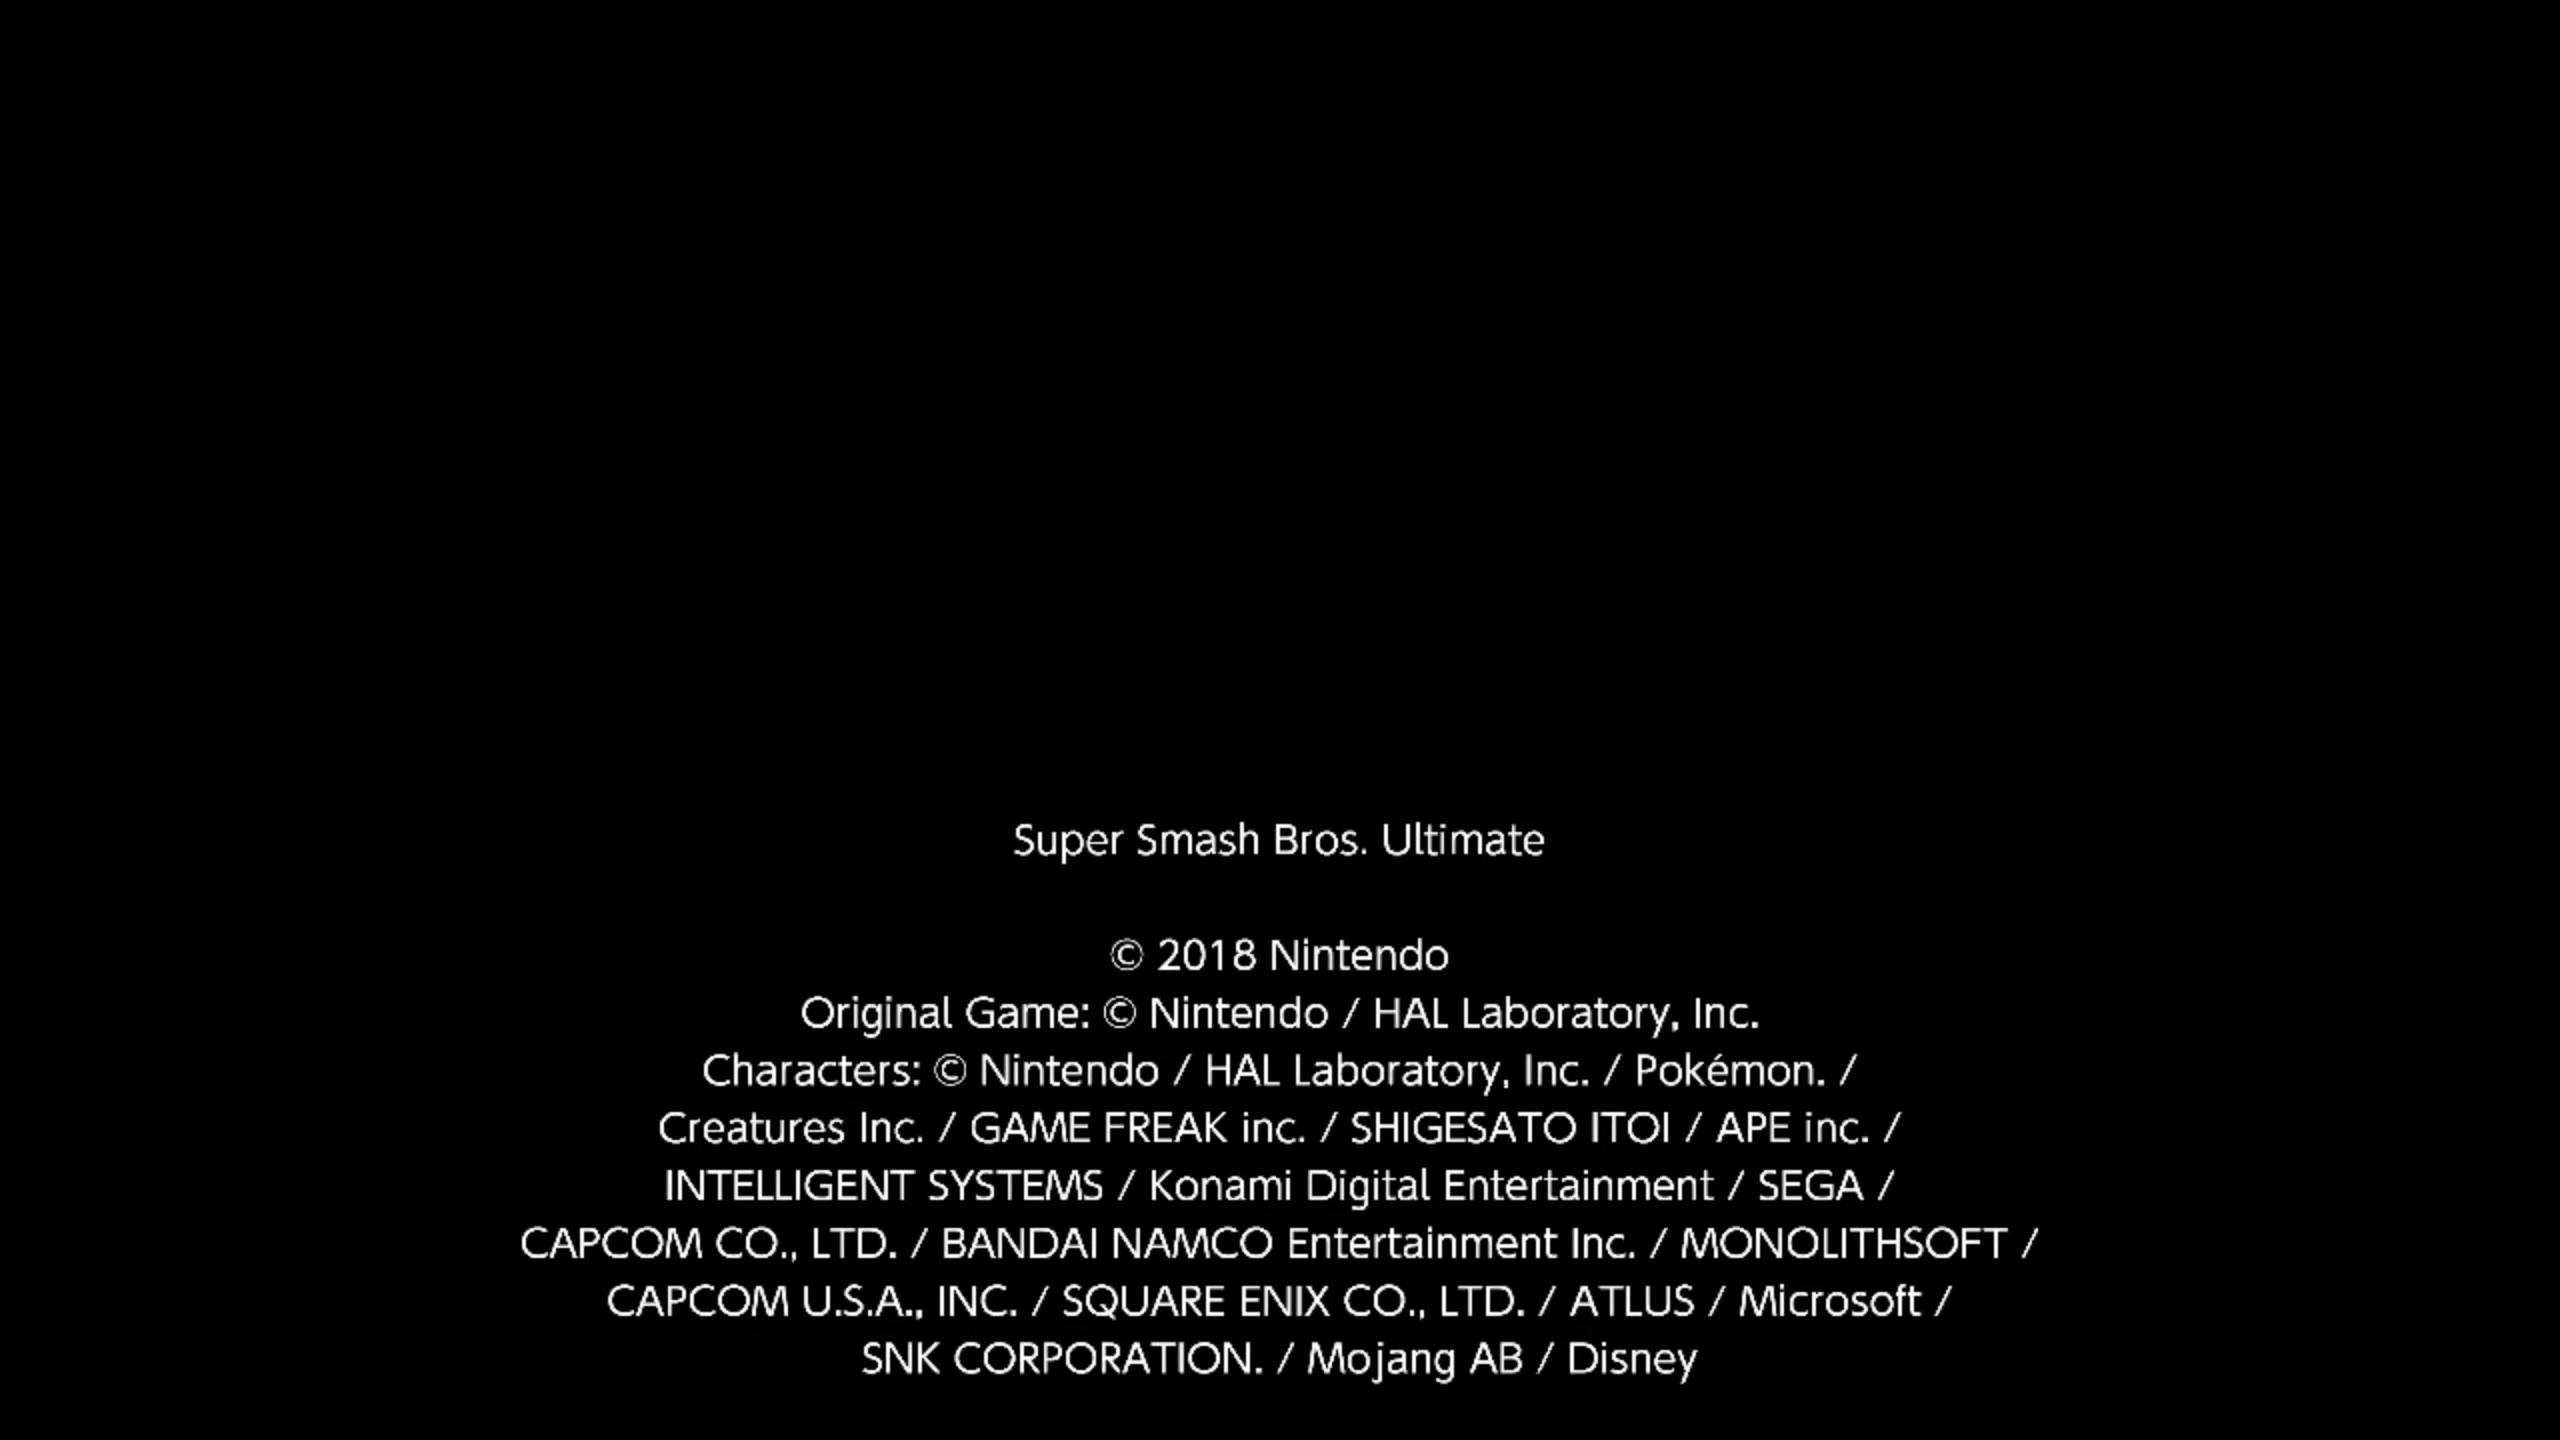 Super Smash Bros. Ultimate
© 2018 Nintendo
Original Game: © Nintendo / HAL Laboratory, Inc.
Characters: © Nintendo / HAL Laboratory, Inc. / Pokémon. /
Creatures Inc. / GAME FREAK inc. / SHIGESATO ITOI / APE inc. /
INTELLIGENT SYSTEMS / Konami Digital Entertainment / SEGA /
CAPCOM CO., LTD. / BANDAI NAMCO Entertainment Inc. / MONOLITHSOFT /
CAPCOM U.S.A., INC. / SQUARE ENIX CO., LTD. / ATLUS / Microsoft /
SNK CORPORATION. / Mojang AB / Disney